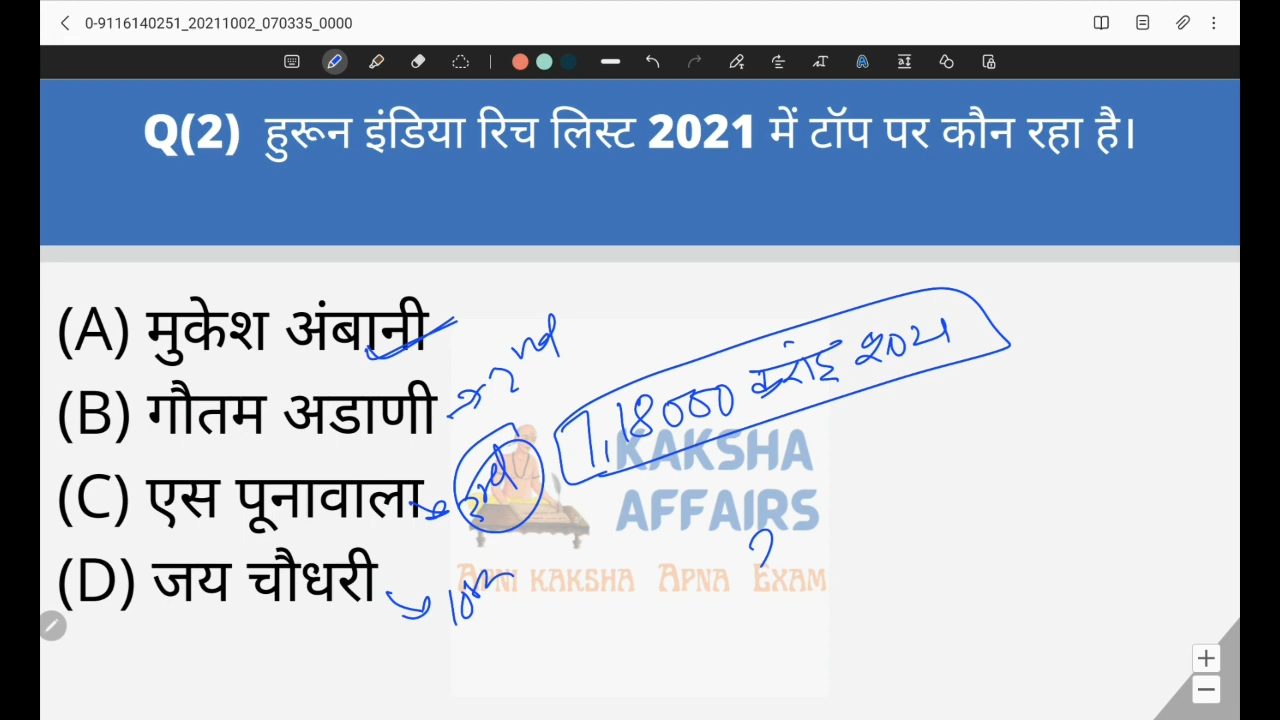 0-9116140251_20211002_070335_0000
Q(2) हुरून इंडिया रिच लिस्ट 2021 में टॉप पर कौन रहा है।
(A) मुकेश अंबानी
(B) गौतम अडाणी
2nd
7,18000 करोड़ 2021
(C) एस पूनावाला
3rd
KAKSHA
AFFAIRS
(D) जय चौधरी
10th
?
APNI KAKSHA APNA EXAM